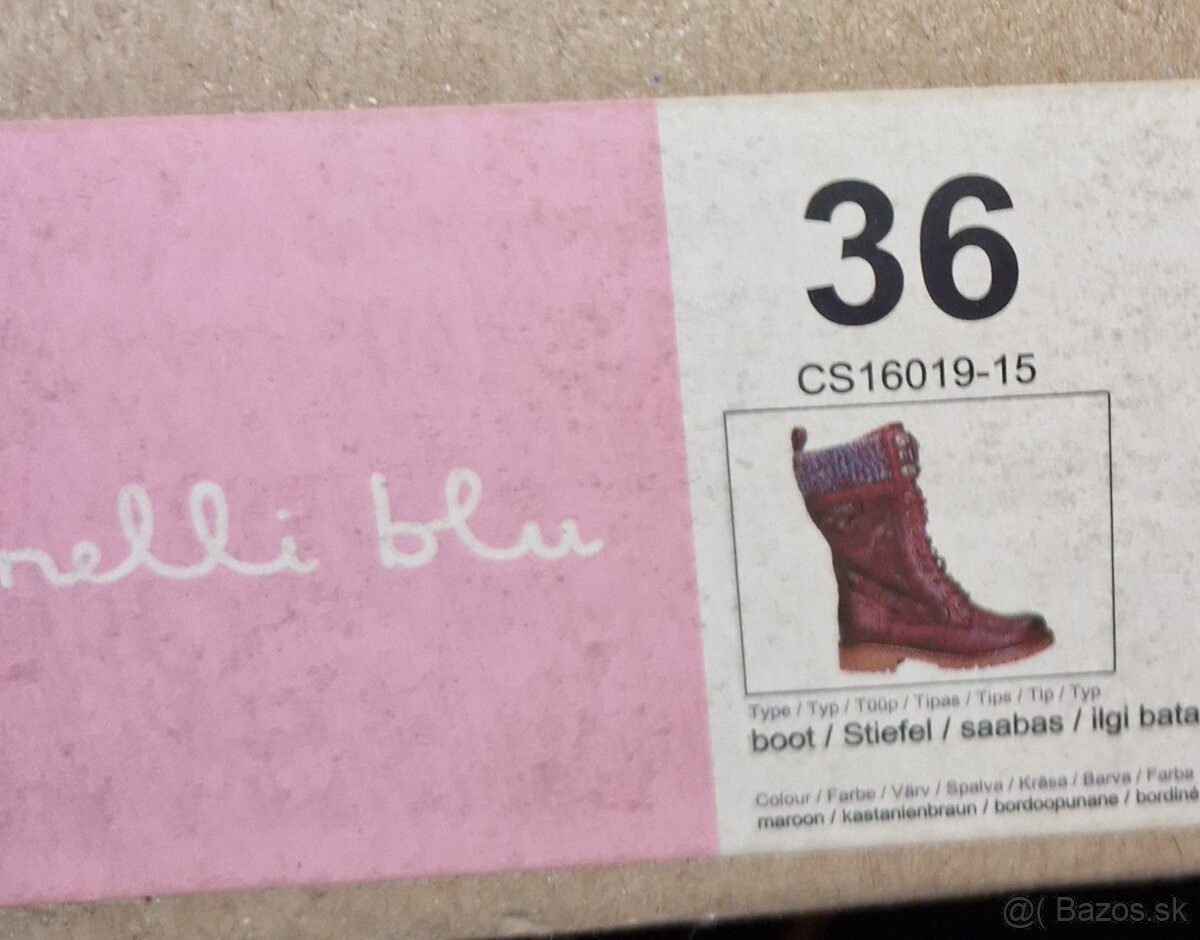 nelli blu
36
CS16019-15
Type / Typ / Tüüp / Tipas / Tips / Tip / Typ
boot / Stiefel / saabas / ilgi bata
Colour / Farbe / Värv / Spalva / Krāsa / Barva / Farba
maroon / kastanienbraun / bordoopunane / bordinė
@( Bazos.sk